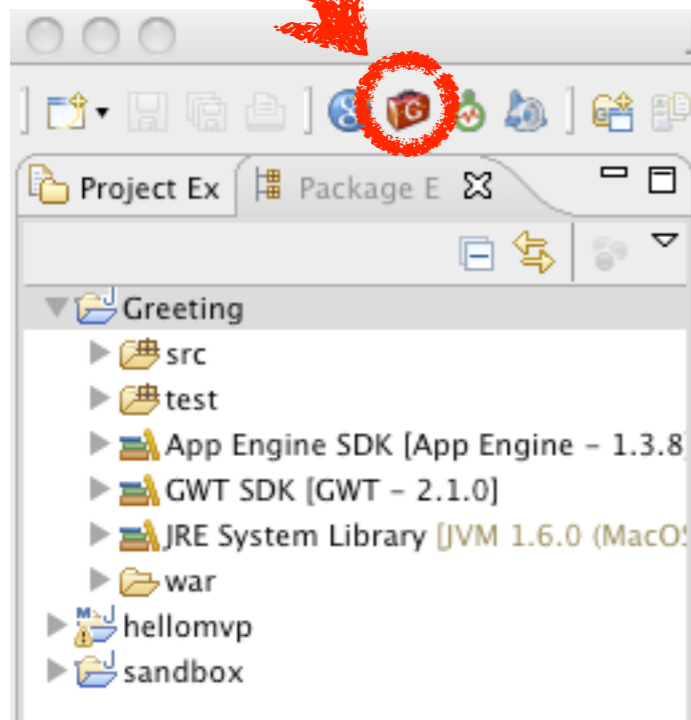 Project Ex Package E
Greeting
src
test
App Engine SDK [App Engine – 1.3.8
GWT SDK [GWT – 2.1.0]
JRE System Library [JVM 1.6.0 (MacOS
war
hellomvp
sandbox